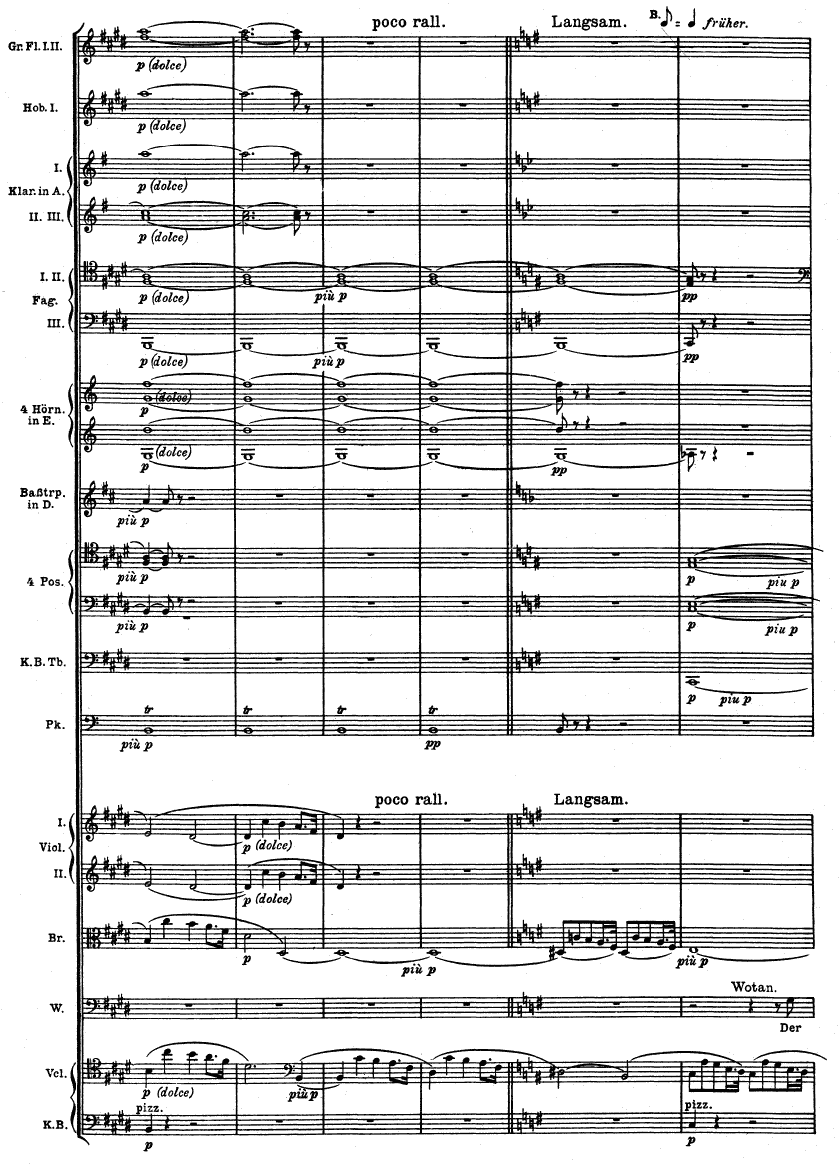 poco rall. Langsam. B. = früher.
Gr. Fl. I. II.
p (dolce)
Hob. I.
p (dolce)
I.
p (dolce)
Klar. in A.
II. III.
p (dolce)
I. II.
p (dolce) più p pp
Fag.
III.
p (dolce) più p pp
4 Hörn.
in E.
p (dolce)
p (dolce) pp
Baßtrp.
in D.
più p
4 Pos.
più p p più p
più p p più p
K. B. Tb.
p più p
tr tr tr tr
Pk.
più p pp
poco rall. Langsam.
I.
p (dolce)
Viol.
II.
p (dolce)
Br.
p più p più p
Wotan.
W.
Der
Vcl.
p (dolce) più p
pizz. pizz.
K. B.
p p